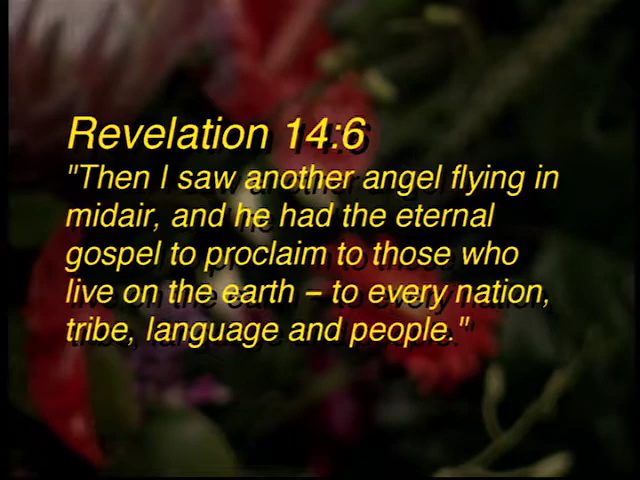 Revelation 14:6
"Then I saw another angel flying in
midair, and he had the eternal
gospel to proclaim to those who
live on the earth – to every nation,
tribe, language and people."